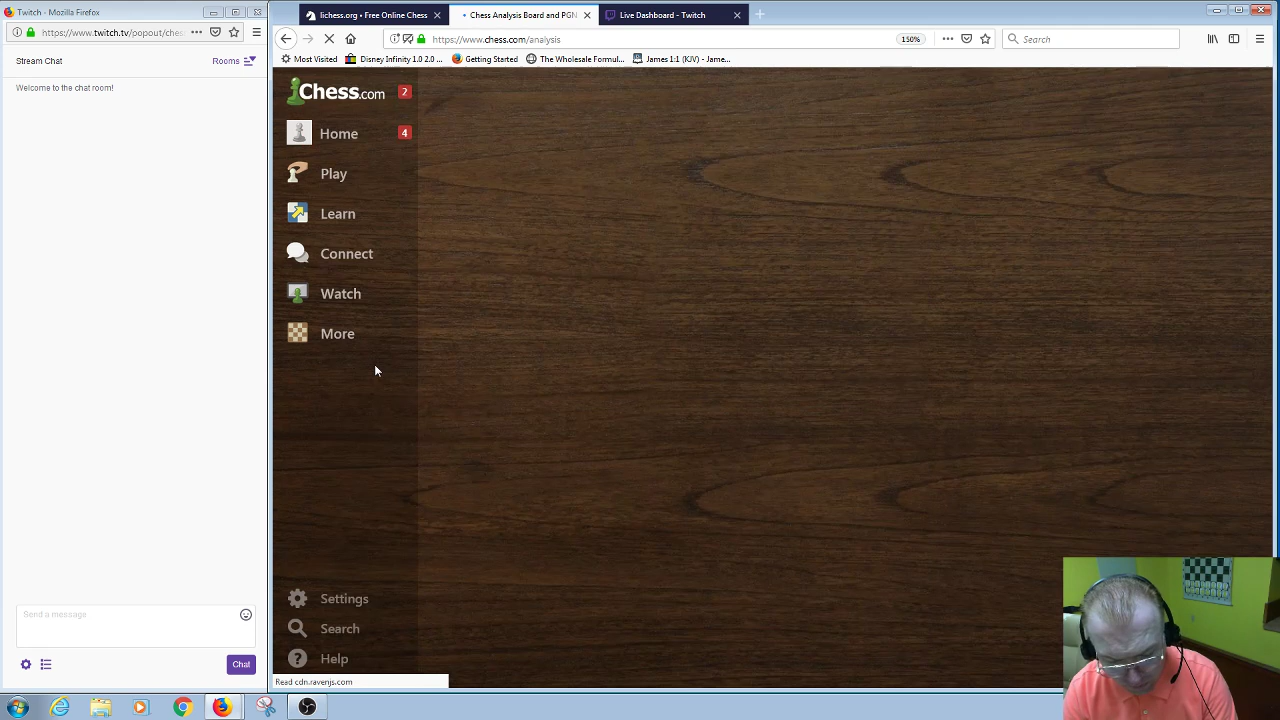 Twitch - Mozilla Firefox
https://www.twitch.tv/popout/ches
Stream Chat
Rooms
Welcome to the chat room!
Send a message
Chat
lichess.org • Free Online Chess
Chess Analysis Board and PGN
Live Dashboard - Twitch
https://www.chess.com/analysis
150%
Search
Most Visited
Disney Infinity 1.0 2.0 ...
Getting Started
The Wholesale Formul...
James 1:1 (KJV) - Jame...
Chess.com
2
Home
4
Play
Learn
Connect
Watch
More
Settings
Search
Help
Read cdn.ravenjs.com